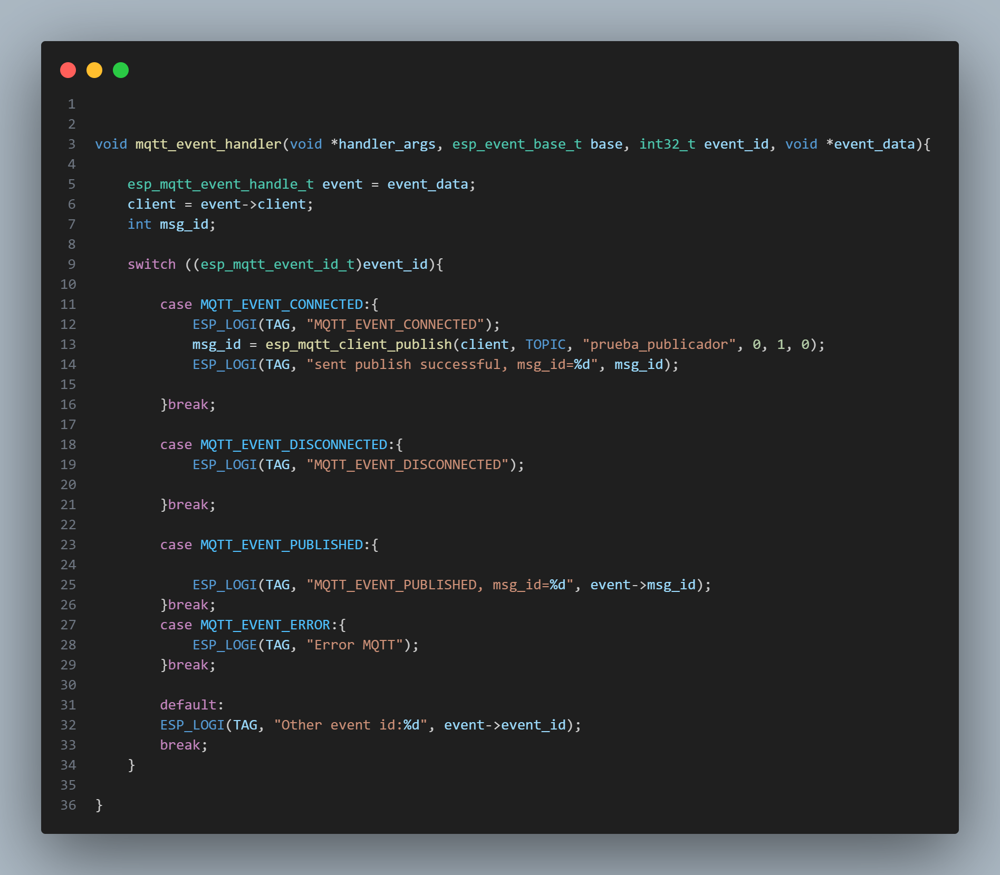 1
2
3 void mqtt_event_handler(void *handler_args, esp_event_base_t base, int32_t event_id, void *event_data){
4
5     esp_mqtt_event_handle_t event = event_data;
6     client = event->client;
7     int msg_id;
8
9     switch ((esp_mqtt_event_id_t)event_id){
10
11         case MQTT_EVENT_CONNECTED:{
12             ESP_LOGI(TAG, "MQTT_EVENT_CONNECTED");
13             msg_id = esp_mqtt_client_publish(client, TOPIC, "prueba_publicador", 0, 1, 0);
14             ESP_LOGI(TAG, "sent publish successful, msg_id=%d", msg_id);
15
16         }break;
17
18         case MQTT_EVENT_DISCONNECTED:{
19             ESP_LOGI(TAG, "MQTT_EVENT_DISCONNECTED");
20
21         }break;
22
23         case MQTT_EVENT_PUBLISHED:{
24
25             ESP_LOGI(TAG, "MQTT_EVENT_PUBLISHED, msg_id=%d", event->msg_id);
26         }break;
27         case MQTT_EVENT_ERROR:{
28             ESP_LOGE(TAG, "Error MQTT");
29         }break;
30
31         default:
32         ESP_LOGI(TAG, "Other event id:%d", event->event_id);
33         break;
34     }
35
36 }